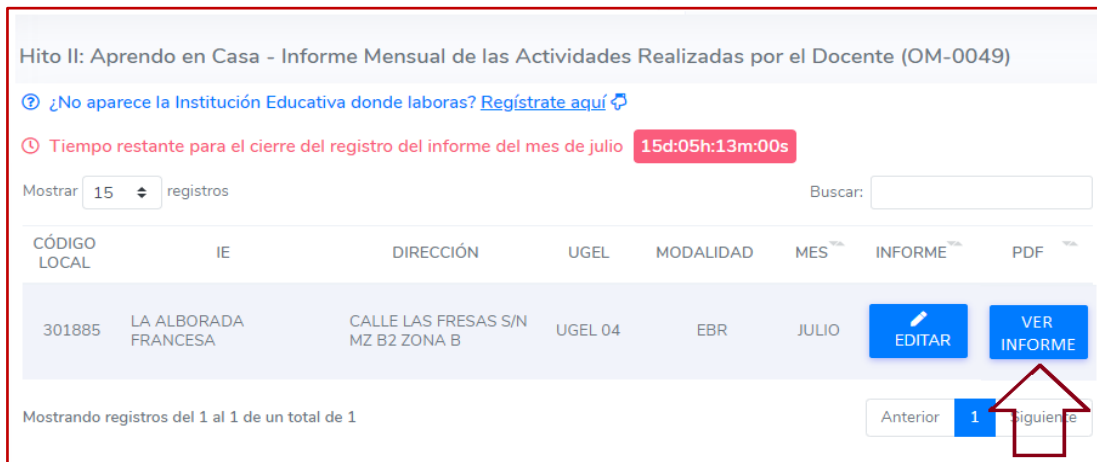 Hito II: Aprendo en Casa - Informe Mensual de las Actividades Realizadas por el Docente (OM-0049)
¿No aparece la Institución Educativa donde laboras? Regístrate aquí
Tiempo restante para el cierre del registro del informe del mes de julio 15d:05h:13m:00s
Mostrar 15 registros Buscar:
CÓDIGO LOCAL IE DIRECCIÓN UGEL MODALIDAD MES INFORME PDF
301885 LA ALBORADA FRANCESA CALLE LAS FRESAS S/N MZ B2 ZONA B UGEL 04 EBR JULIO EDITAR VER INFORME
Mostrando registros del 1 al 1 de un total de 1 Anterior 1 Siguiente